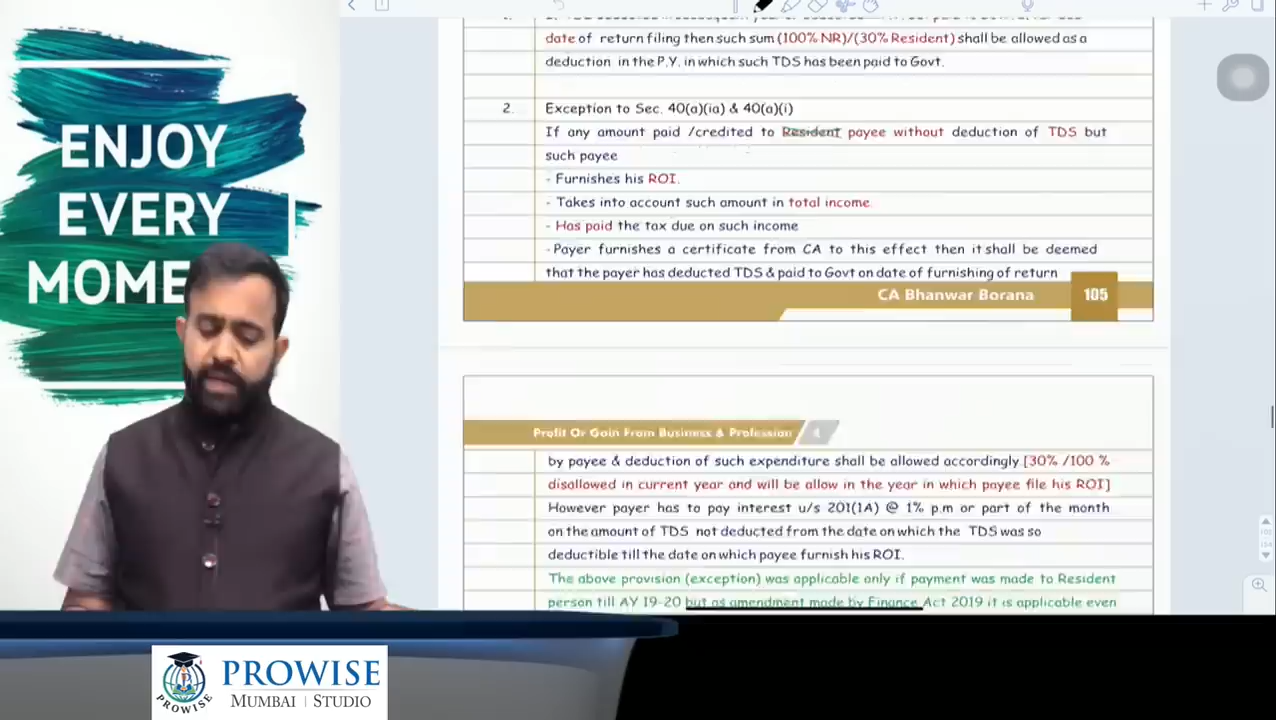 ENJOY
EVERY
MOME
date of return filing then such sum (100% NR)/(30% Resident) shall be allowed as a
deduction in the P.Y. in which such TDS has been paid to Govt.
2. Exception to Sec. 40(a)(ia) & 40(a)(i)
If any amount paid /credited to Resident payee without deduction of TDS but
such payee
- Furnishes his ROI.
- Takes into account such amount in total income
- Has paid the tax due on such income
- Payer furnishes a certificate from CA to this effect then it shall be deemed
that the payer has deducted TDS & paid to Govt on date of furnishing of return
CA Bhanwar Borana 105
Profit Or Gain From Business & Profession 4
by payee & deduction of such expenditure shall be allowed accordingly [30% /100 %
disallowed in current year and will be allow in the year in which payee file his ROI]
However payer has to pay interest u/s 201(1A) @ 1% p.m or part of the month
on the amount of TDS not deducted from the date on which the TDS was so
deductible till the date on which payee furnish his ROI.
The above provision (exception) was applicable only if payment was made to Resident
person till AY 19-20 but as amendment made by Finance Act 2019 it is applicable even
PROWISE
PROWISE
MUMBAI | STUDIO